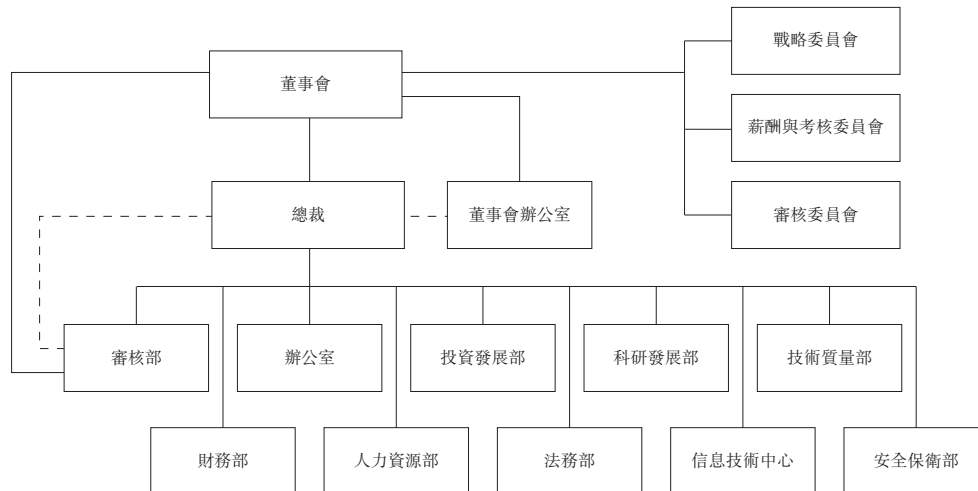 戰略委員會
董事會
薪酬與考核委員會
總裁
董事會辦公室
審核委員會
審核部
辦公室
投資發展部
科研發展部
技術質量部
財務部
人力資源部
法務部
信息技術中心
安全保衛部